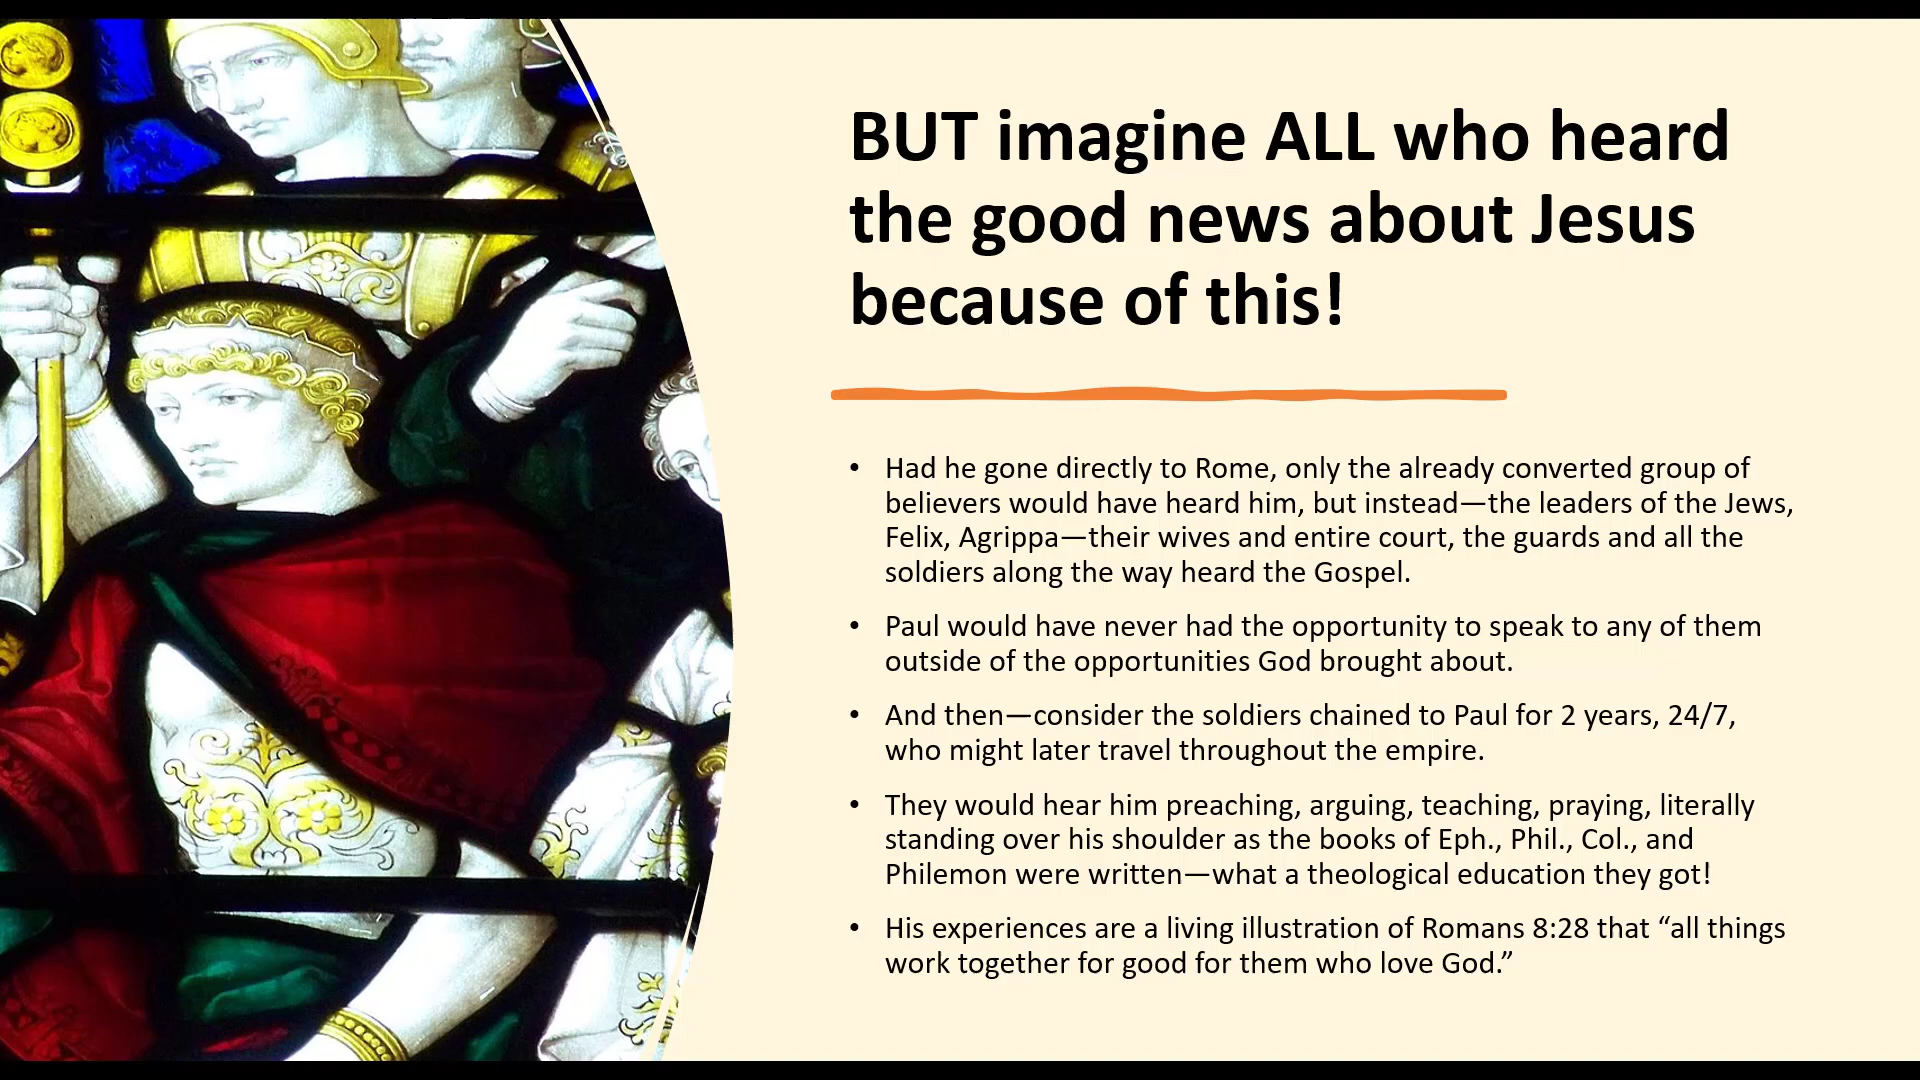 BUT imagine ALL who heard
the good news about Jesus
because of this!
• Had he gone directly to Rome, only the already converted group of
believers would have heard him, but instead—the leaders of the Jews,
Felix, Agrippa—their wives and entire court, the guards and all the
soldiers along the way heard the Gospel.
• Paul would have never had the opportunity to speak to any of them
outside of the opportunities God brought about.
• And then—consider the soldiers chained to Paul for 2 years, 24/7,
who might later travel throughout the empire.
• They would hear him preaching, arguing, teaching, praying, literally
standing over his shoulder as the books of Eph., Phil., Col., and
Philemon were written—what a theological education they got!
• His experiences are a living illustration of Romans 8:28 that “all things
work together for good for them who love God.”